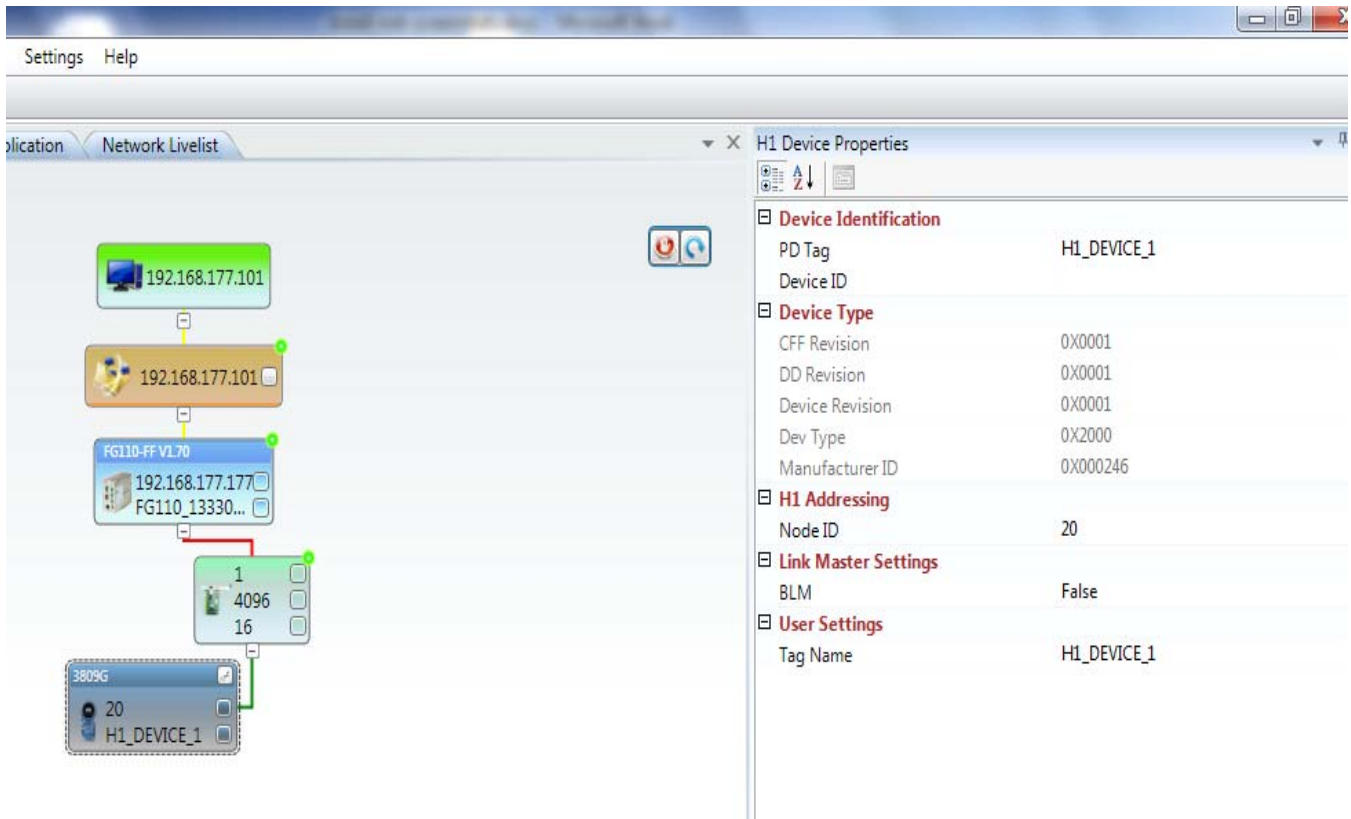 Settings Help
plication Network Livelist
192.168.177.101
192.168.177.101
FG110-FF V1.70
192.168.177.177
FG110_13330...
1
4096
16
3809G
20
H1_DEVICE_1
H1 Device Properties
Device Identification
PD Tag H1_DEVICE_1
Device ID
Device Type
CFF Revision 0X0001
DD Revision 0X0001
Device Revision 0X0001
Dev Type 0X2000
Manufacturer ID 0X000246
H1 Addressing
Node ID 20
Link Master Settings
BLM False
User Settings
Tag Name H1_DEVICE_1